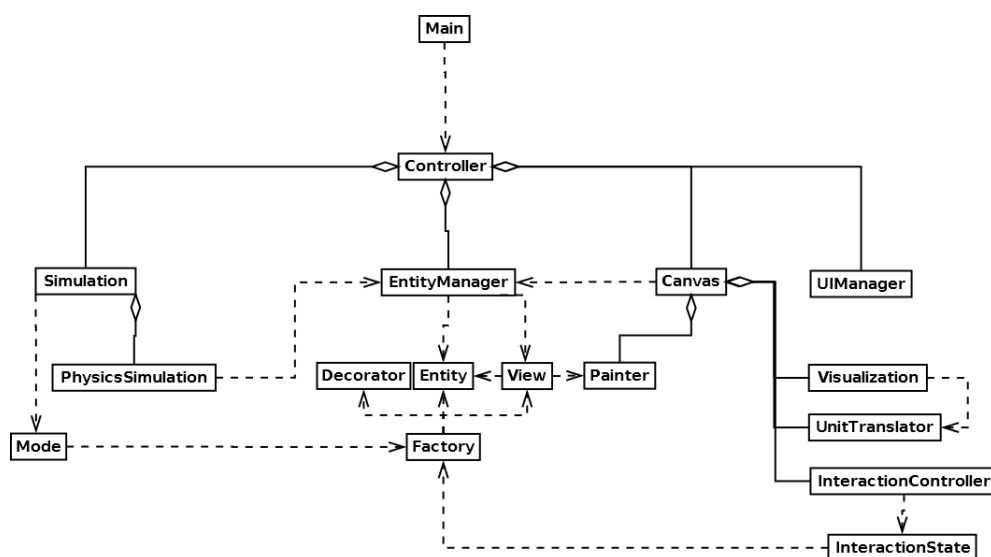 Main
Controller
Simulation
EntityManager
Canvas
UIManager
PhysicsSimulation
Decorator
Entity
View
Painter
Visualization
UnitTranslator
Mode
Factory
InteractionController
InteractionState